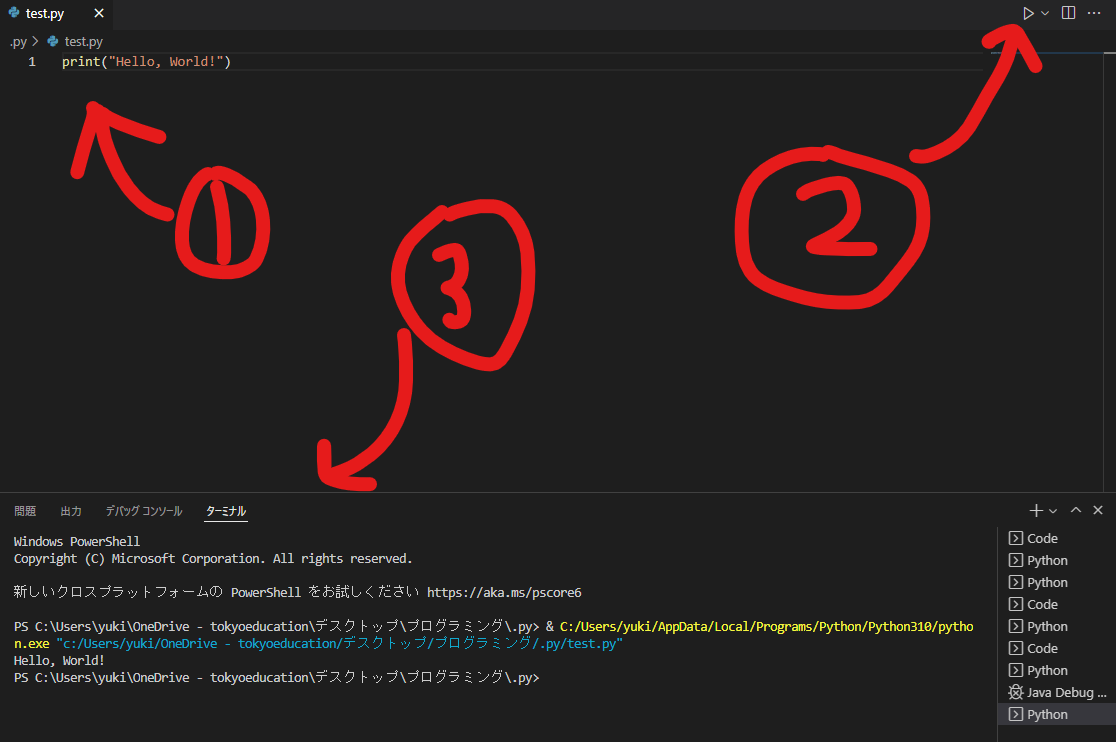 test.py
.py > test.py
1 print("Hello, World!")
1
2
3
問題 出力 デバッグ コンソール ターミナル
Windows PowerShell
Copyright (C) Microsoft Corporation. All rights reserved.
新しいクロスプラットフォームの PowerShell をお試しください https://aka.ms/pscore6
PS C:\Users\yuki\OneDrive - tokyoeducation\デスクトップ\プログラミング\.py> & C:/Users/yuki/AppData/Local/Programs/Python/Python310/pytho
n.exe "c:/Users/yuki/OneDrive - tokyoeducation/デスクトップ/プログラミング/.py/test.py"
Hello, World!
PS C:\Users\yuki\OneDrive - tokyoeducation\デスクトップ\プログラミング\.py>
Code
Python
Python
Code
Python
Code
Python
Java Debug ...
Python